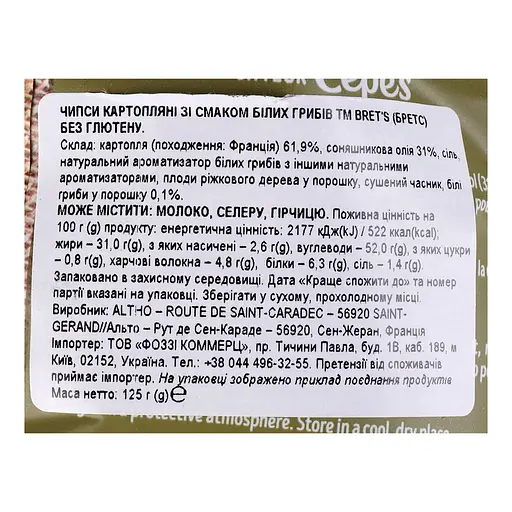 Cèpes
ЧИПСИ КАРТОПЛЯНІ ЗІ СМАКОМ БІЛИХ ГРИБІВ ТМ BRET'S (БРЕТС)
БЕЗ ГЛЮТЕНУ.
Склад: картопля (походження: Франція) 61,9%, соняшникова олія 31%, сіль,
натуральний ароматизатор білих грибів з іншими натуральними
ароматизаторами, плоди ріжкового дерева у порошку, сушений часник, білі
гриби у порошку 0,1%.
МОЖЕ МІСТИТИ: МОЛОКО, СЕЛЕРУ, ГІРЧИЦЮ. Поживна цінність на
100 г (g) продукту: енергетична цінність: 2177 кДж(kJ) / 522 ккал(kcal);
жири – 31,0 г(g), з яких насичені – 2,6 г(g), вуглеводи – 52,0 г(g), з яких цукри
– 0,8 г(g), харчові волокна – 4,8 г(g), білки – 6,3 г(g), сіль – 1,4 г(g).
Запаковано в захисному середовищі. Дата «Краще спожити до» та номер
партії вказані на упаковці. Зберігати у сухому, прохолодному місці.
Виробник: ALTHO – ROUTE DE SAINT-CARADEC – 56920 SAINT-
GERAND//Альто – Рут де Сен-Караде – 56920, Сен-Жеран, Франція
Імпортер: ТОВ «ФОЗЗІ КОММЕРЦ», пр. Тичини Павла, буд. 1В, каб. 189, м
Київ, 02152, Україна. Тел.: +38 044 496-32-55. Претензії від споживачів
приймає імпортер. На упаковці зображено приклад поєднання продуктів
Маса нетто: 125 г (g) ℮
protective atmosphere. Store in a cool, dry place